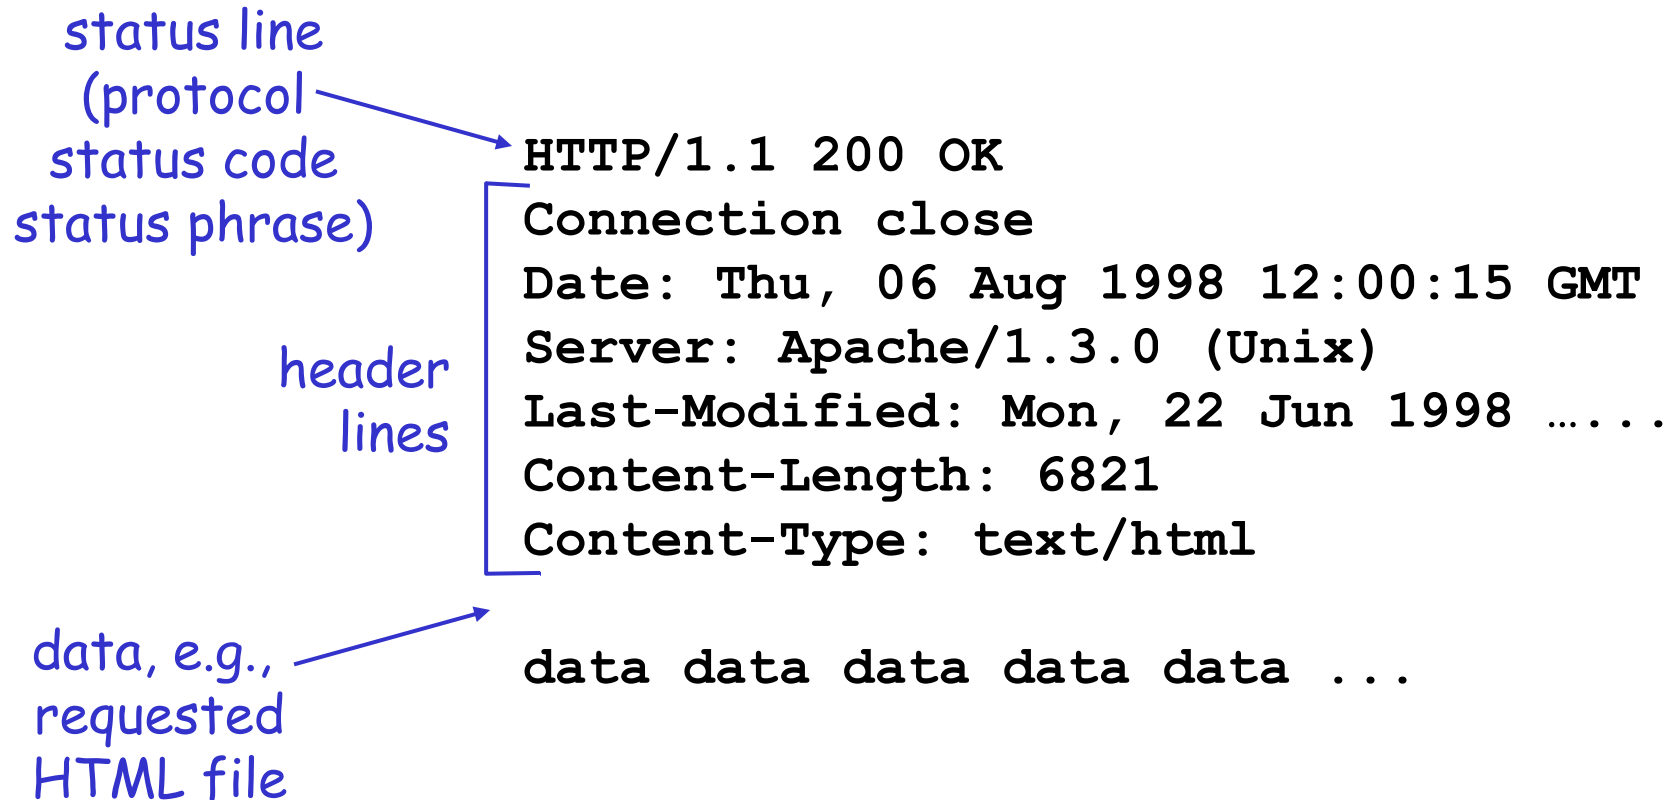 status line
(protocol
status code
status phrase)
HTTP/1.1 200 OK
Connection close
Date: Thu, 06 Aug 1998 12:00:15 GMT
Server: Apache/1.3.0 (Unix)
Last-Modified: Mon, 22 Jun 1998 …...
Content-Length: 6821
Content-Type: text/html
header
lines
data, e.g.,
requested
HTML file
data data data data data ...